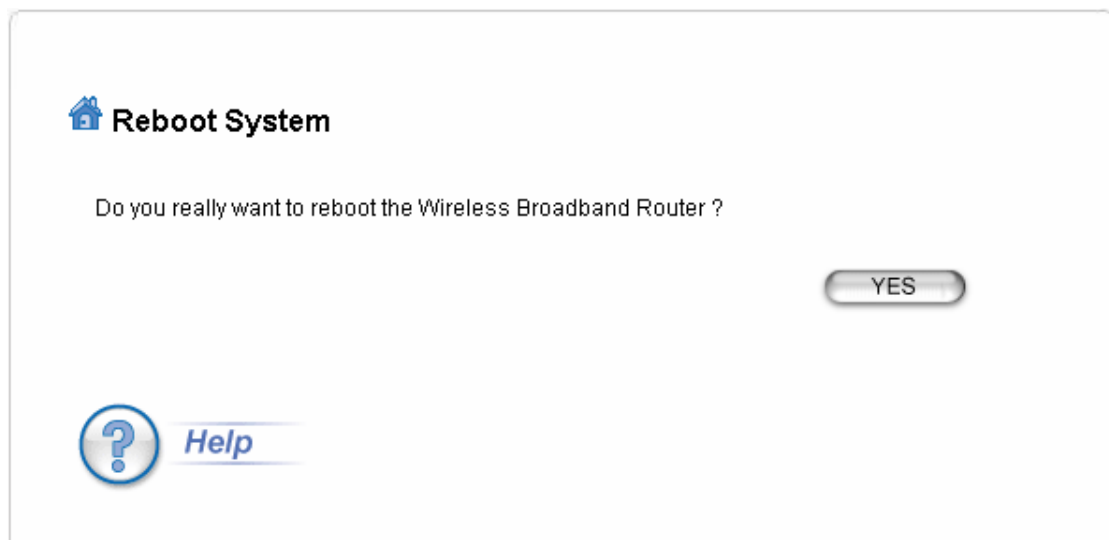 Reboot System
Do you really want to reboot the Wireless Broadband Router ?
YES
Help